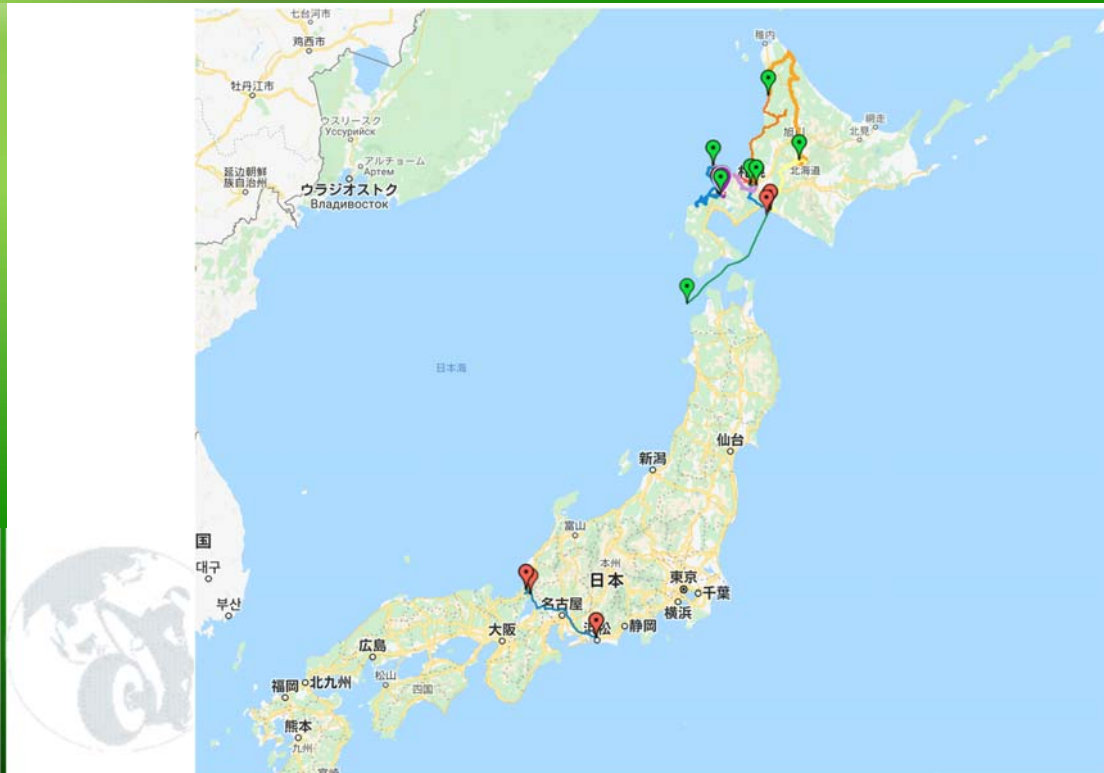 七台河市
鸡西市
牡丹江市
ウスリースク
Уссурийск
アルチョーム
Артем
延边朝鲜
族自治州
ウラジオストク
Владивосток
稚内
網走
北見
旭川
北海道
日本海
仙台
新潟
富山
本州
日本
東京
千葉
横浜
名古屋
静岡
浜松
大阪
広島
松山
四国
国
대구
부산
福岡
北九州
熊本
九州
宮崎